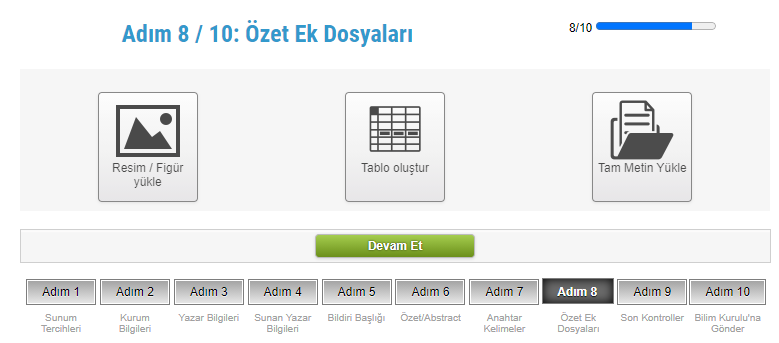 Adım 8 / 10: Özet Ek Dosyaları
8/10
Resim / Figür
yükle
Tablo oluştur
Tam Metin Yükle
Devam Et
Adım 1
Adım 2
Adım 3
Adım 4
Adım 5
Adım 6
Adım 7
Adım 8
Adım 9
Adım 10
Sunum
Tercihleri
Kurum
Bilgileri
Yazar Bilgileri
Sunan Yazar
Bilgileri
Bildiri Başlığı
Özet/Abstract
Anahtar
Kelimeler
Özet Ek
Dosyaları
Son Kontroller
Bilim Kurulu'na
Gönder